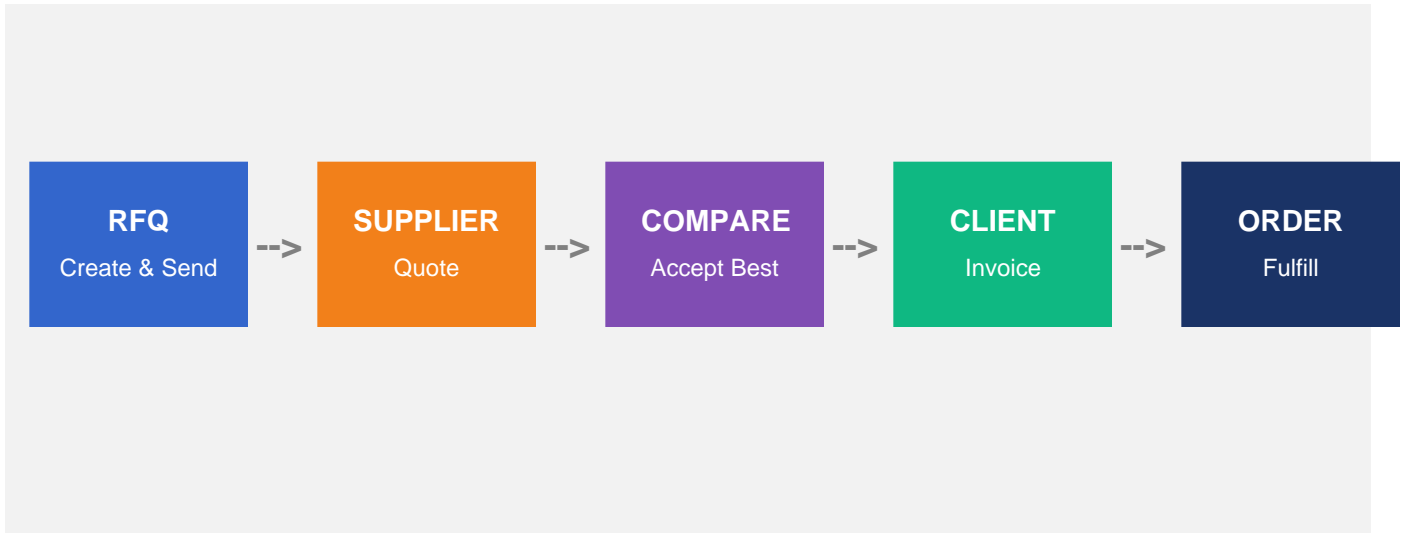 RFQ
Create & Send
-->
SUPPLIER
Quote
-->
COMPARE
Accept Best
-->
CLIENT
Invoice
-->
ORDER
Fulfill